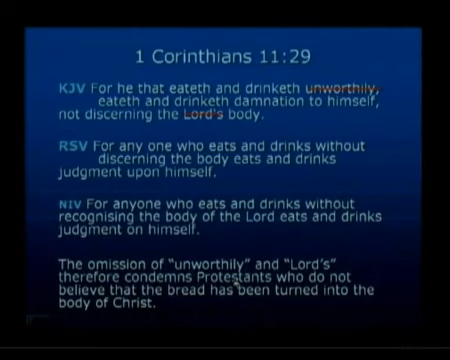 1 Corinthians 11:29
KJV For he that eateth and drinketh unworthily,
eateth and drinketh damnation to himself,
not discerning the Lord's body.
RSV For any one who eats and drinks without
discerning the body eats and drinks
judgment upon himself.
NIV For anyone who eats and drinks without
recognising the body of the Lord eats and drinks
judgment on himself.
The omission of "unworthily" and "Lord's"
therefore condemns Protestants who do not
believe that the bread has been turned into the
body of Christ.